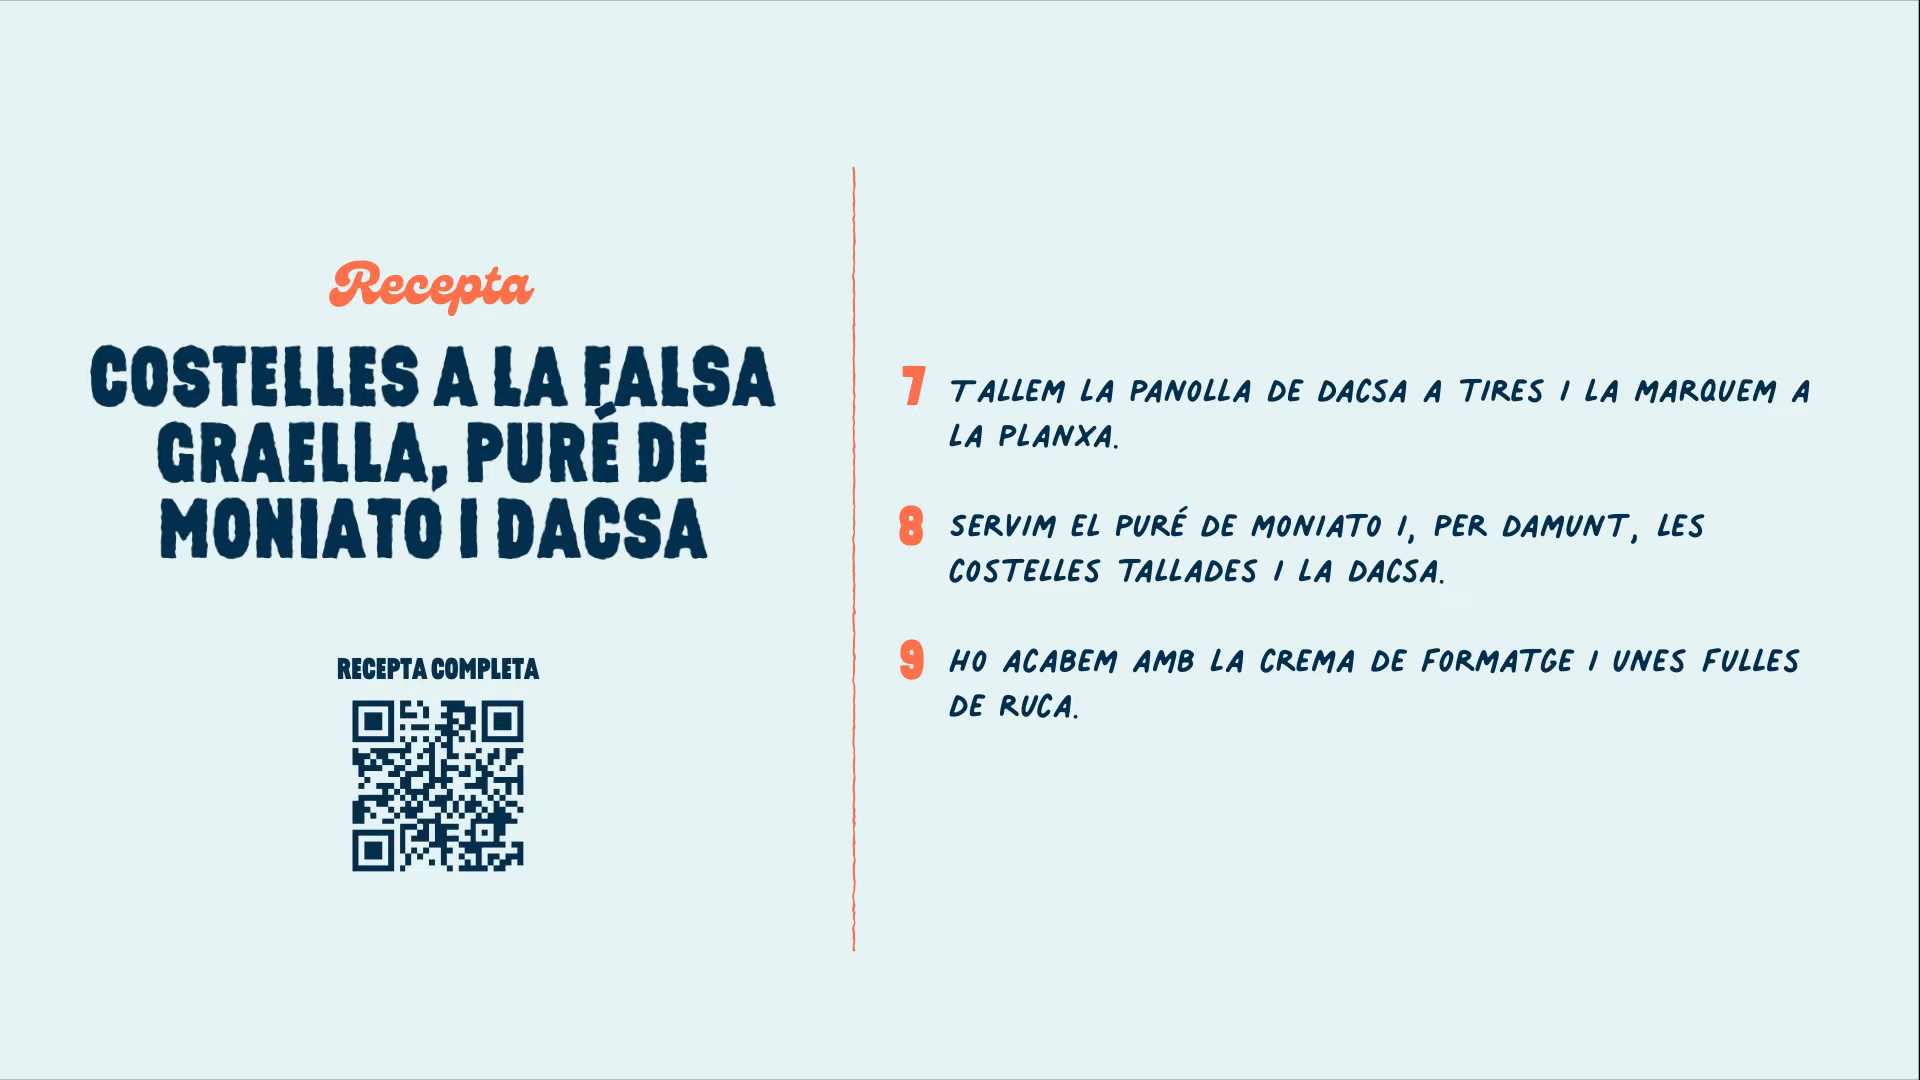 Recepta
COSTELLES A LA FALSA
GRAELLA, PURÉ DE
MONIATO I DACSA
RECEPTA COMPLETA
7 TALLEM LA PANOLLA DE DACSA A TIRES I LA MARQUEM A
LA PLANXA.
8 SERVIM EL PURÉ DE MONIATO I, PER DAMUNT, LES
COSTELLES TALLADES I LA DACSA.
9 HO ACABEM AMB LA CREMA DE FORMATGE I UNES FULLES
DE RUCA.